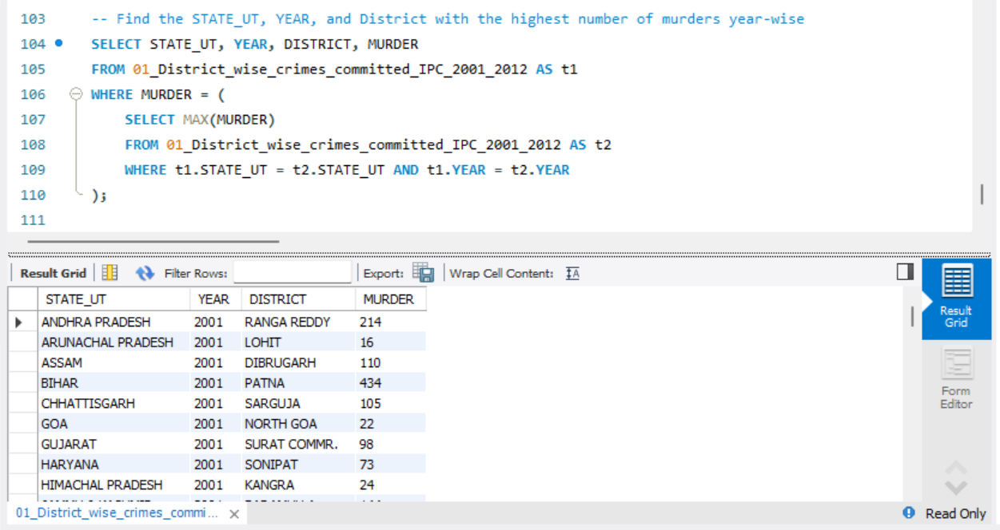 103 -- Find the STATE_UT, YEAR, and District with the highest number of murders year-wise
104 SELECT STATE_UT, YEAR, DISTRICT, MURDER
105 FROM 01_District_wise_crimes_committed_IPC_2001_2012 AS t1
106 WHERE MURDER = (
107 SELECT MAX(MURDER)
108 FROM 01_District_wise_crimes_committed_IPC_2001_2012 AS t2
109 WHERE t1.STATE_UT = t2.STATE_UT AND t1.YEAR = t2.YEAR
110 );
111
Result Grid Filter Rows: Export: Wrap Cell Content: IA
STATE_UT YEAR DISTRICT MURDER
ANDHRA PRADESH 2001 RANGA REDDY 214
ARUNACHAL PRADESH 2001 LOHIT 16
ASSAM 2001 DIBRUGARH 110
BIHAR 2001 PATNA 434
CHHATTISGARH 2001 SARGUJA 105
GOA 2001 NORTH GOA 22
GUJARAT 2001 SURAT COMMR. 98
HARYANA 2001 SONIPAT 73
HIMACHAL PRADESH 2001 KANGRA 24
Result
Grid
Form
Editor
01_District_wise_crimes_commi... ×
Read Only